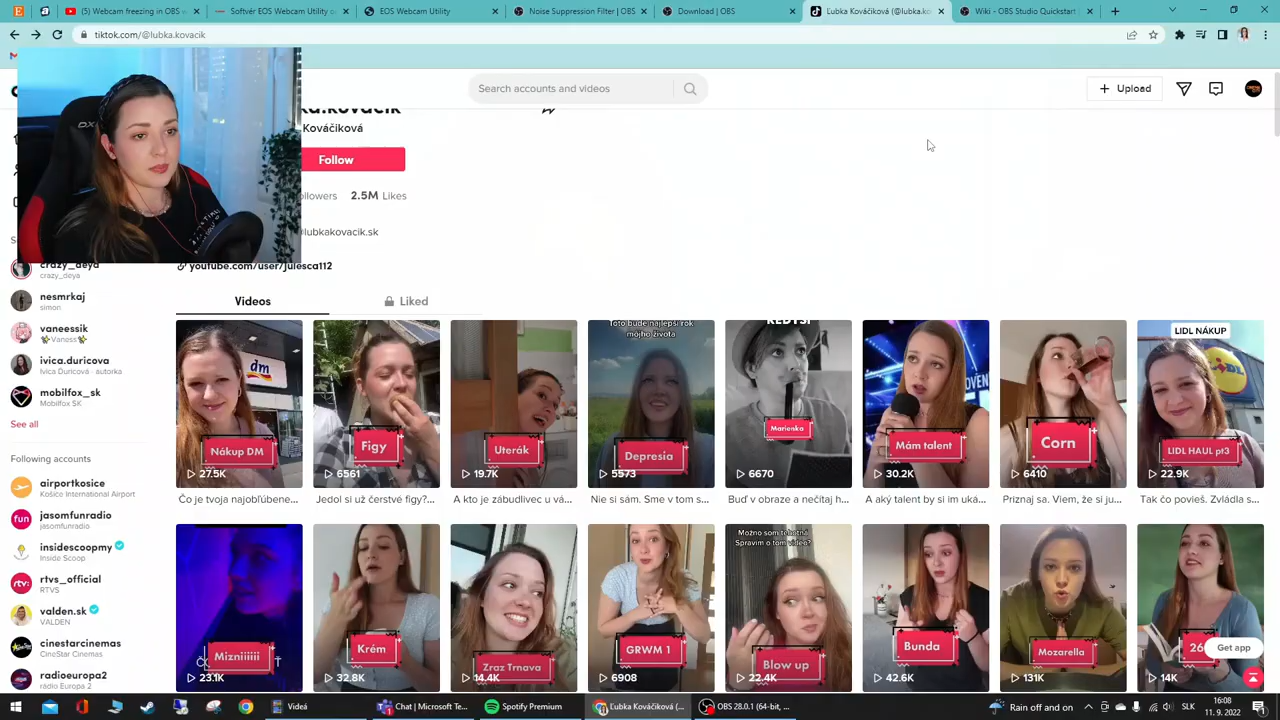 (5) Webcam freezing in OBS w
Softvér EOS Webcam Utility od
EOS Webcam Utility
Noise Suppression Filter | OBS
Download | OBS
Ľubka Kováčiková (@lubka.ko
Wiki - OBS Studio Quickstart |
tiktok.com/@lubka.kovacik
Search accounts and videos
Upload
Kováčiková
Follow
2.5M Likes
lubkakovacik.sk
youtube.com/user/julesca112
crazy_deya
crazy_deya
nesmrkaj
simon
vaneessik
Vaness
ivica.duricova
Ivica Ďuricová · autorka
mobilfox_sk
Mobilfox SK
See all
Following accounts
airportkosice
Košice International Airport
jasomfunradio
jasomfunradio
insidescoopmy
Inside Scoop
rtvs_official
RTVS
valden.sk
VALDEN
cinestarcinemas
CineStar Cinemas
radioeuropa2
rádio Európa 2
Videos
Liked
Nákup DM
dm
27.5K
Čo je tvoja najobľúbene...
Figy
6561
Jedol si už čerstvé figy?...
Uterák
19.7K
A kto je zábudlivec u vá...
Toto bude najlepší rok
môjho života
Depresia
5573
Nie si sám. Sme v tom s...
KEDYSI
Marienka
6670
Buď v obraze a nečítaj h...
Mám talent
30.2K
A aký talent by si im uká...
Corn
6410
Priznaj sa. Viem, že si ju...
LIDL NÁKUP
LIDL HAUL pt3
22.9K
Tak čo povieš. Zvládla s...
Mizniiiiii
23.1K
Krém
32.8K
Zraz Trnava
14.4K
GRWM 1
6908
Možno som tehotná
Spravím o tom video?
Blow up
22.4K
Bunda
42.6K
Mozarella
131K
26
14K
Get app
Videá
Chat | Microsoft Te...
Spotify Premium
Ľubka Kováčiková (...
OBS 28.0.1 (64-bit, ...
Rain off and on
SLK
16:08
11. 9. 2022